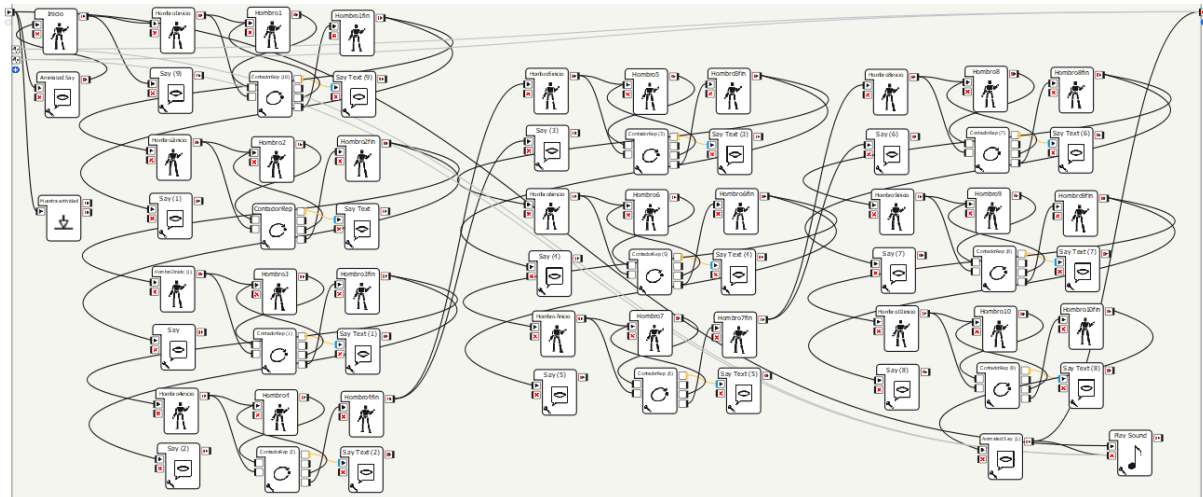 Inicio
Hombro1inicio
Hombro1
Hombro1fin
Animated Say
Say (9)
ContadorRep (10)
Say Text (9)
Hombro2inicio
Hombro2
Hombro2fin
Say (1)
ContadorRep
Say Text
Muestra actividad
Hombro3inicio (1)
Hombro3
Hombro3fin
Say
ContadorRep (1)
Say Text (1)
Hombro4inicio
Hombro4
Hombro4fin
Say (2)
ContadorRep (2)
Say Text (2)
Hombro5inicio
Hombro5
Hombro5fin
Say (3)
ContadorRep (3)
Say Text (3)
Hombro6inicio
Hombro6
Hombro6fin
Say (4)
ContadorRep (5)
Say Text (4)
Hombro7inicio
Hombro7
Hombro7fin
Say (5)
ContadorRep (6)
Say Text (5)
Hombro8inicio
Hombro8
Hombro8fin
Say (6)
ContadorRep (7)
Say Text (6)
Hombro9inicio
Hombro9
Say (7)
ContadorRep (8)
Say Text (7)
Hombro10inicio
Hombro10
Hombro10fin
Say (8)
ContadorRep (9)
Say Text (8)
Animated Say (1)
Play Sound